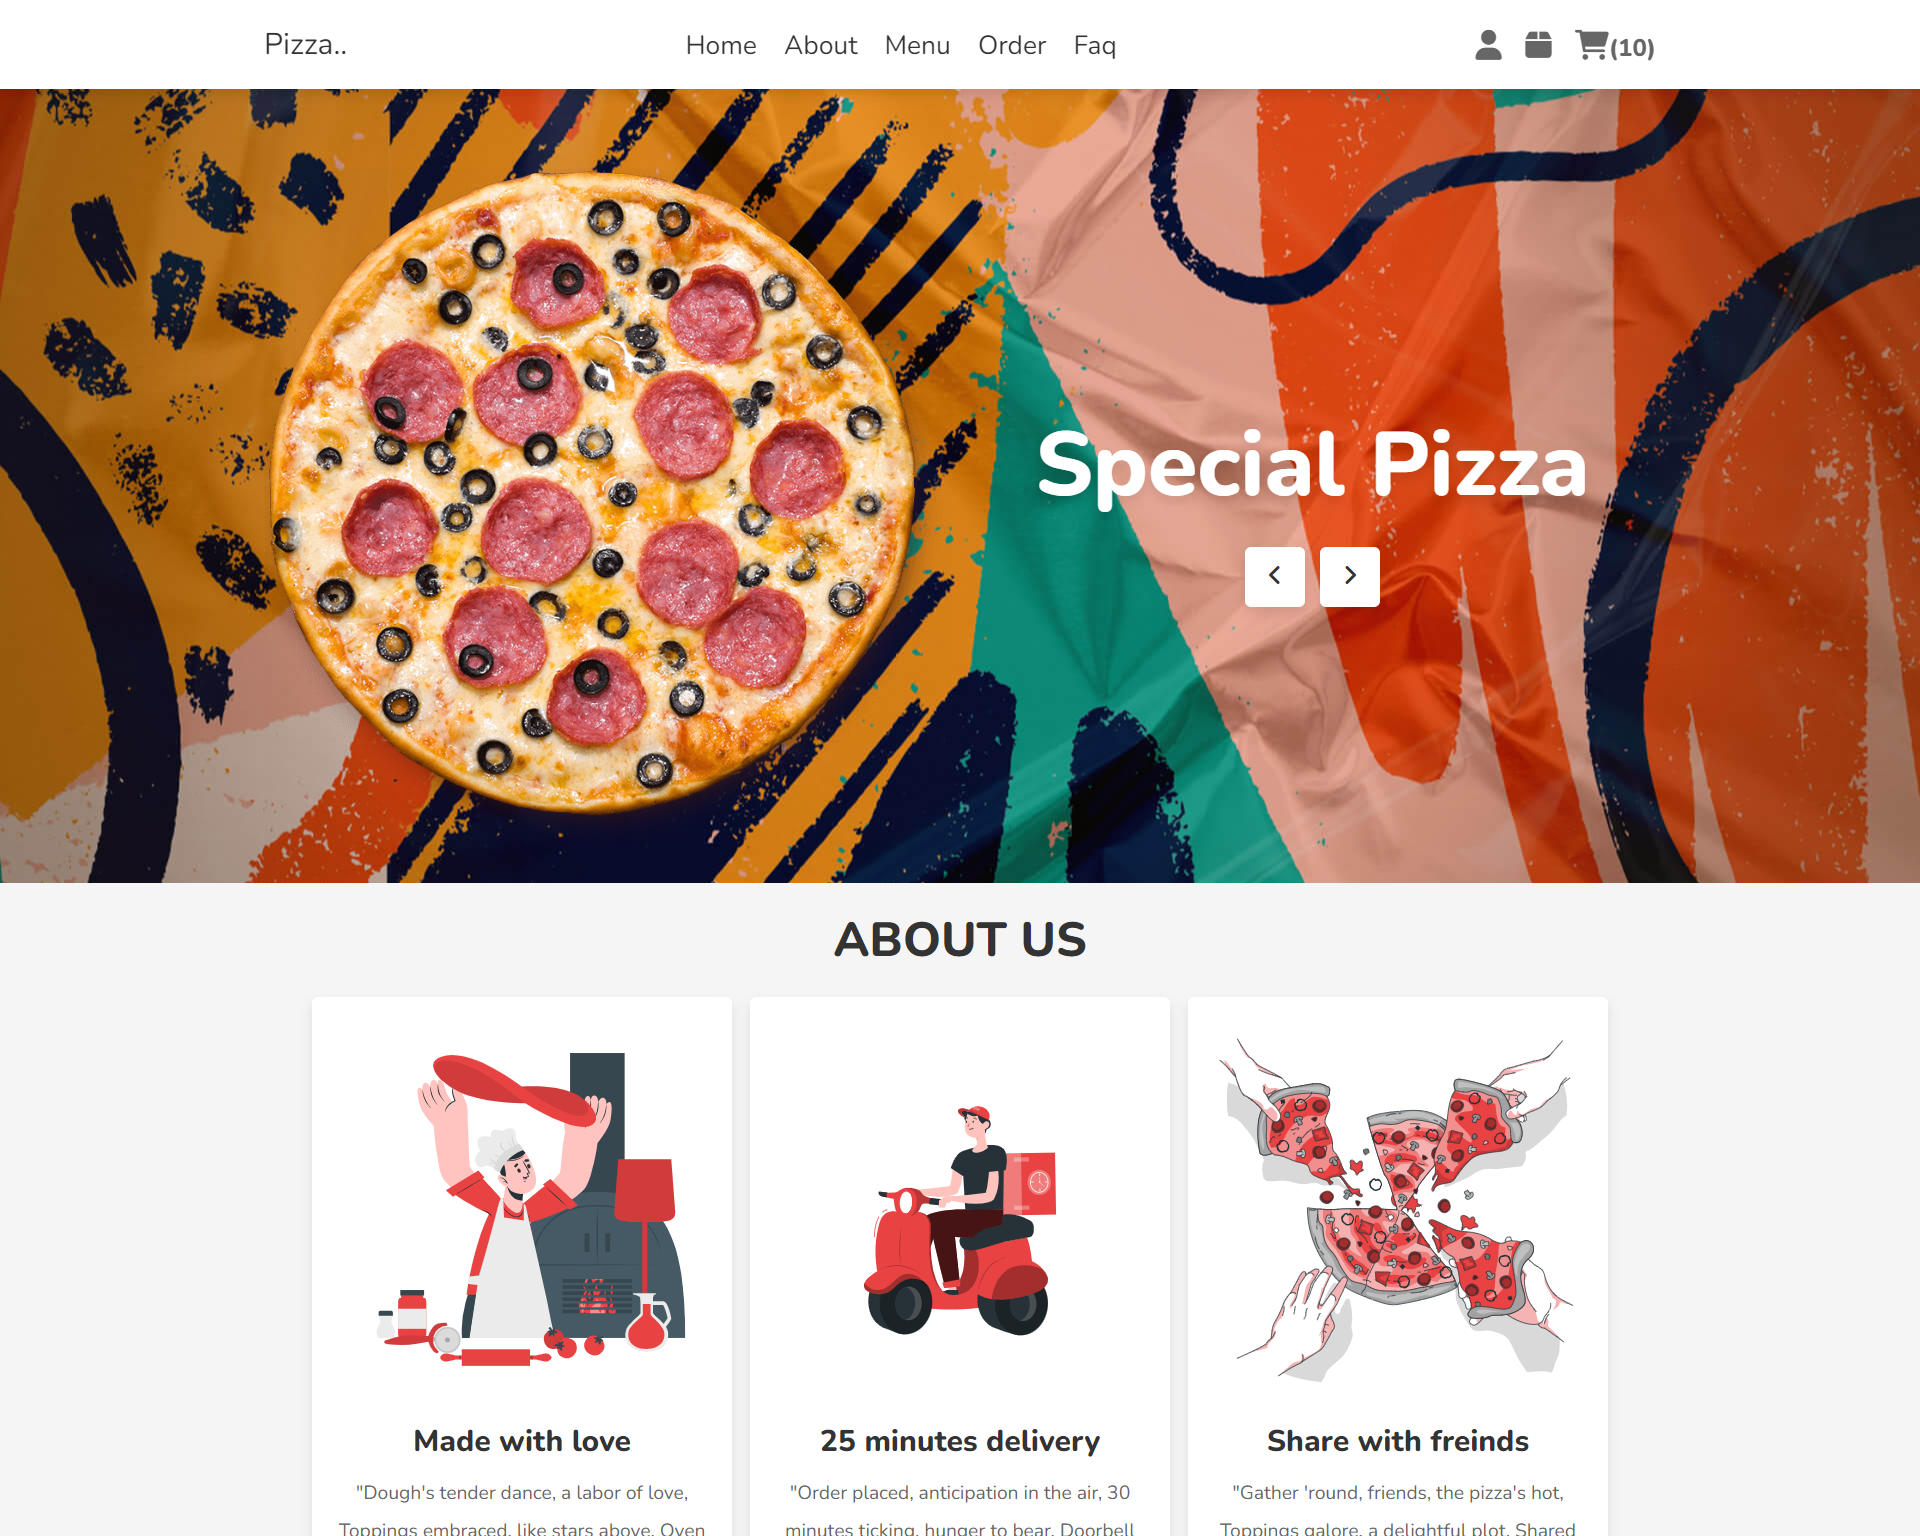 Pizza..
Home About Menu Order Faq
(10)
Special Pizza
ABOUT US
Made with love
"Dough's tender dance, a labor of love,
Toppings embraced, like stars above. Oven
25 minutes delivery
"Order placed, anticipation in the air, 30
minutes ticking, hunger to bear. Doorbell
Share with freinds
"Gather 'round, friends, the pizza's hot,
Toppings galore, a delightful plot. Shared